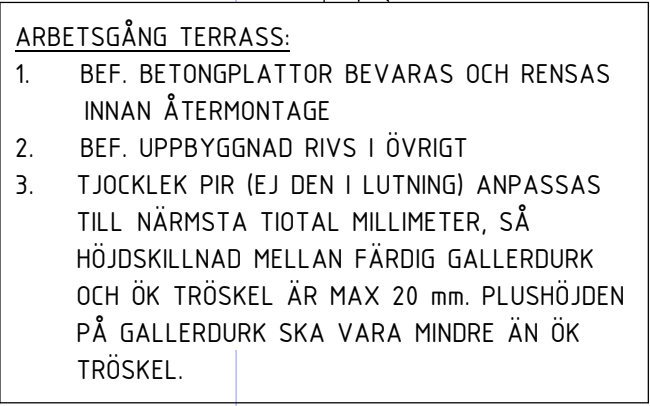 ARBETSGÅNG TERRASS:
1. BEF. BETONGPLATTOR BEVARAS OCH RENSAS
INNAN ÅTERMONTAGE
2. BEF. UPPBYGGNAD RIVS I ÖVRIGT
3. TJOCKLEK PIR (EJ DEN I LUTNING) ANPASSAS
TILL NÄRMSTA TIOTAL MILLIMETER, SÅ
HÖJDSKILLNAD MELLAN FÄRDIG GALLERDURK
OCH ÖK TRÖSKEL ÄR MAX 20 mm. PLUSHÖJDEN
PÅ GALLERDURK SKA VARA MINDRE ÄN ÖK
TRÖSKEL.